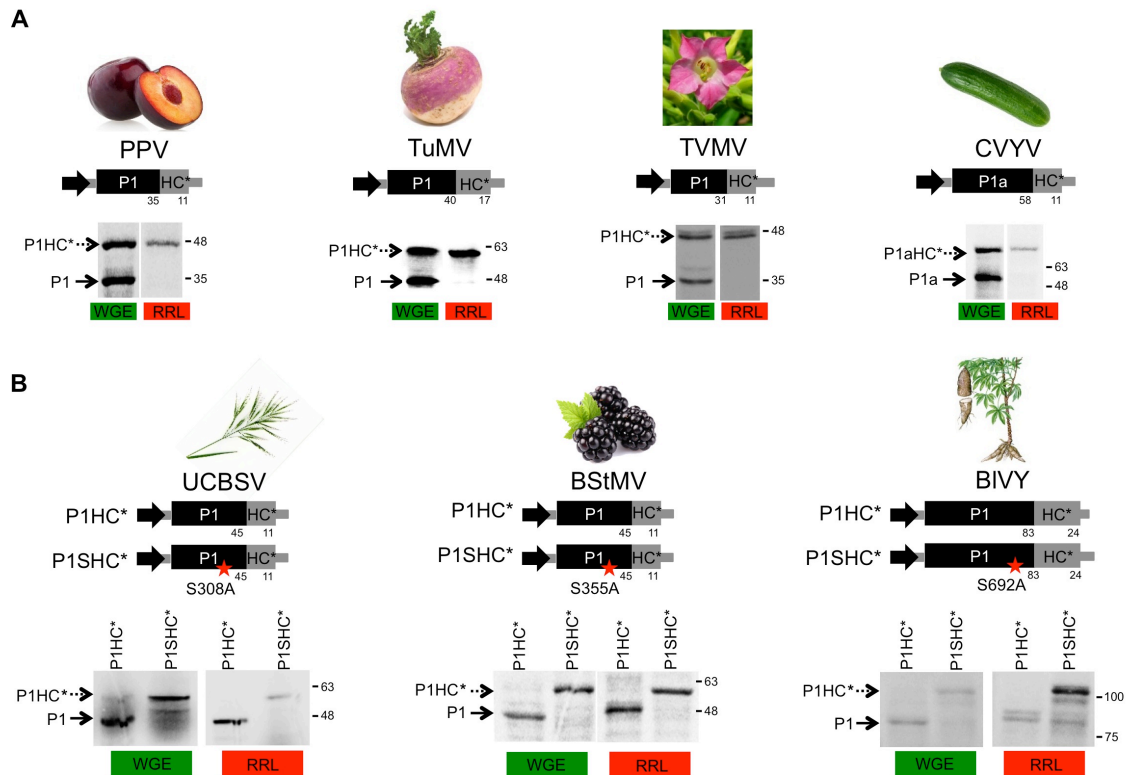 A
PPV
TuMV
TVMV
CVYV
P1 HC*
P1 HC*
P1 HC*
P1a HC*
35 11
40 17
31 11
58 11
P1HC* 48
P1 35
WGE RRL
P1HC* 63
P1 48
WGE RRL
P1HC* 48
P1 35
WGE RRL
P1aHC*
63
P1a
48
WGE RRL
B
UCBSV
P1HC* P1 HC*
45 11
P1SHC* P1 HC*
45 11
S308A
P1HC* P1SHC* P1HC* P1SHC*
P1HC* 63
P1 48
WGE RRL
BStMV
P1HC* P1 HC*
45 11
P1SHC* P1 HC*
45 11
S355A
P1HC* P1SHC* P1HC* P1SHC*
P1HC* 63
P1 48
WGE RRL
BlVY
P1HC* P1 HC*
83 24
P1SHC* P1 HC*
83 24
S692A
P1HC* P1SHC* P1HC* P1SHC*
P1HC* 100
P1
75
WGE RRL